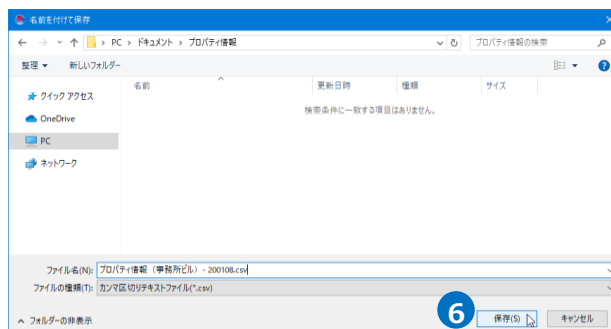 名前を付けて保存
PC › ドキュメント › プロパティ情報
プロパティ情報の検索
整理 新しいフォルダー
名前 更新日時 種類 サイズ
検索条件に一致する項目はありません。
クイック アクセス
OneDrive
PC
ネットワーク
ファイル名(N): プロパティ情報（事務所ビル）- 200108.csv
ファイルの種類(T): カンマ区切りテキストファイル(*.csv)
フォルダーの非表示
6
保存(S)
キャンセル